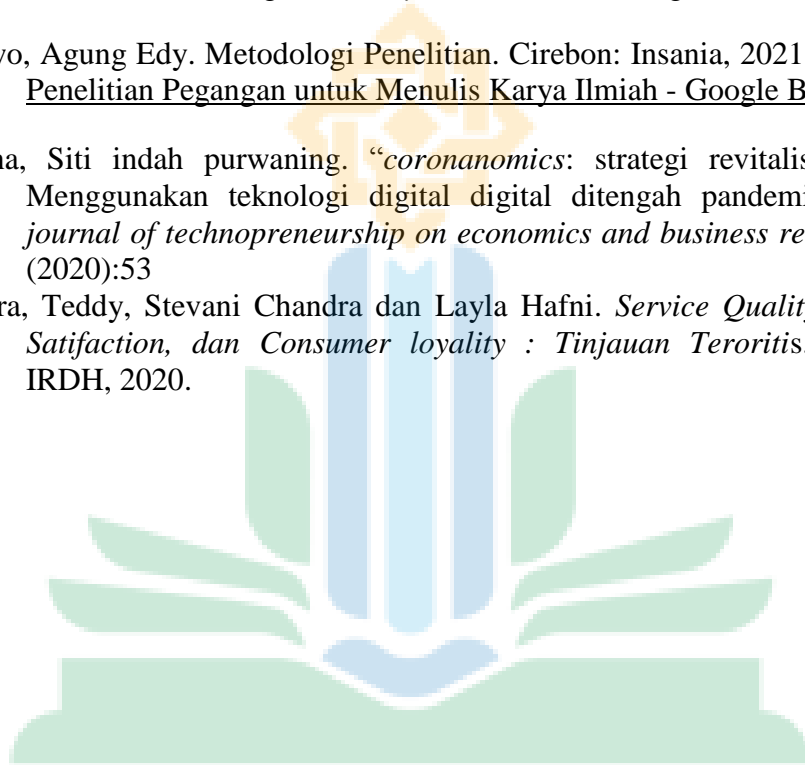 yo, Agung Edy. Metodologi Penelitian. Cirebon: Insania, 2021
Penelitian Pegangan untuk Menulis Karya Ilmiah - Google B
na, Siti indah purwaning. “coronanomics: strategi revitalis
Menggunakan teknologi digital digital ditengah pandemi
journal of technopreneurship on economics and business re
(2020):53
ra, Teddy, Stevani Chandra dan Layla Hafni. Service Quality
Satifaction, dan Consumer loyality : Tinjauan Teroritis.
IRDH, 2020.